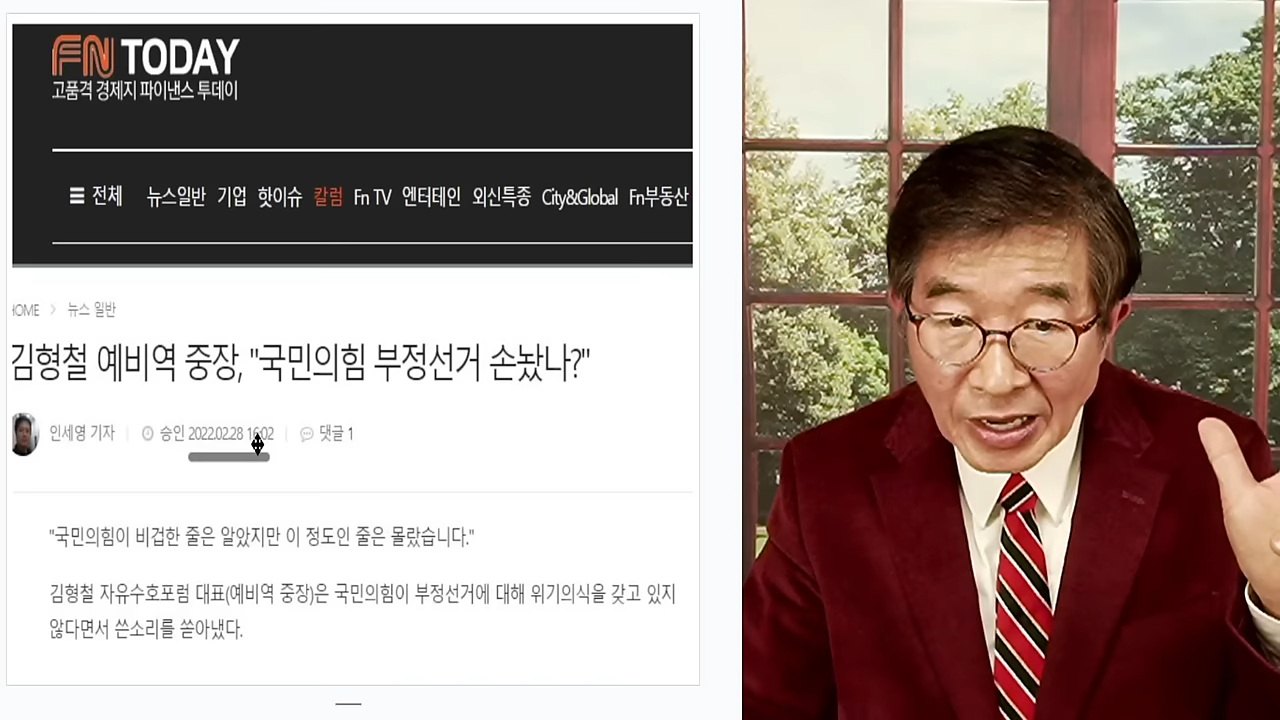 FN TODAY
고품격 경제지 파이낸스 투데이
전체 뉴스일반 기업 핫이슈 칼럼 Fn TV 엔터테인 외신특종 City&Global Fn부동산
HOME > 뉴스 일반
김형철 예비역 중장, "국민의힘 부정선거 손놨나?"
인세영 기자 승인 2022.02.28 16:02 댓글 1
"국민의힘이 비겁한 줄은 알았지만 이 정도인 줄은 몰랐습니다."
김형철 자유수호포럼 대표(예비역 중장)은 국민의힘이 부정선거에 대해 위기의식을 갖고 있지
않다면서 쓴소리를 쏟아냈다.